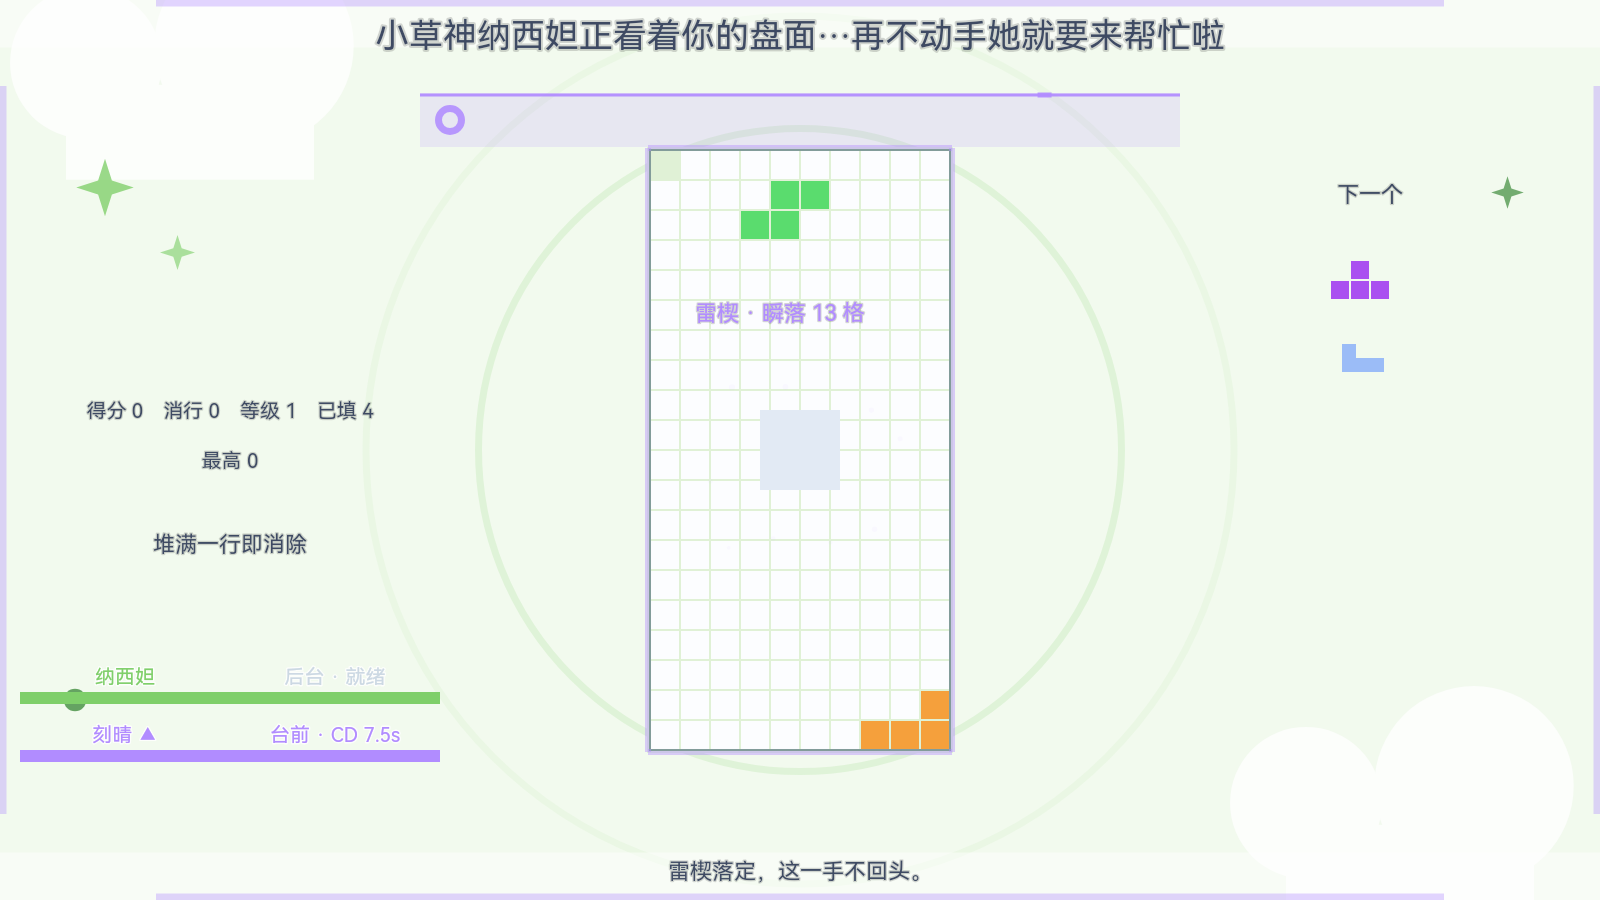 小草神纳西妲正看着你的盘面…再不动手她就要来帮忙啦
下一个
雷楔 · 瞬落 13 格
得分 0 消行 0 等级 1 已填 4
最高 0
堆满一行即消除
纳西妲 后台 · 就绪
刻晴 ▲ 台前 · CD 7.5s
雷楔落定，这一手不回头。